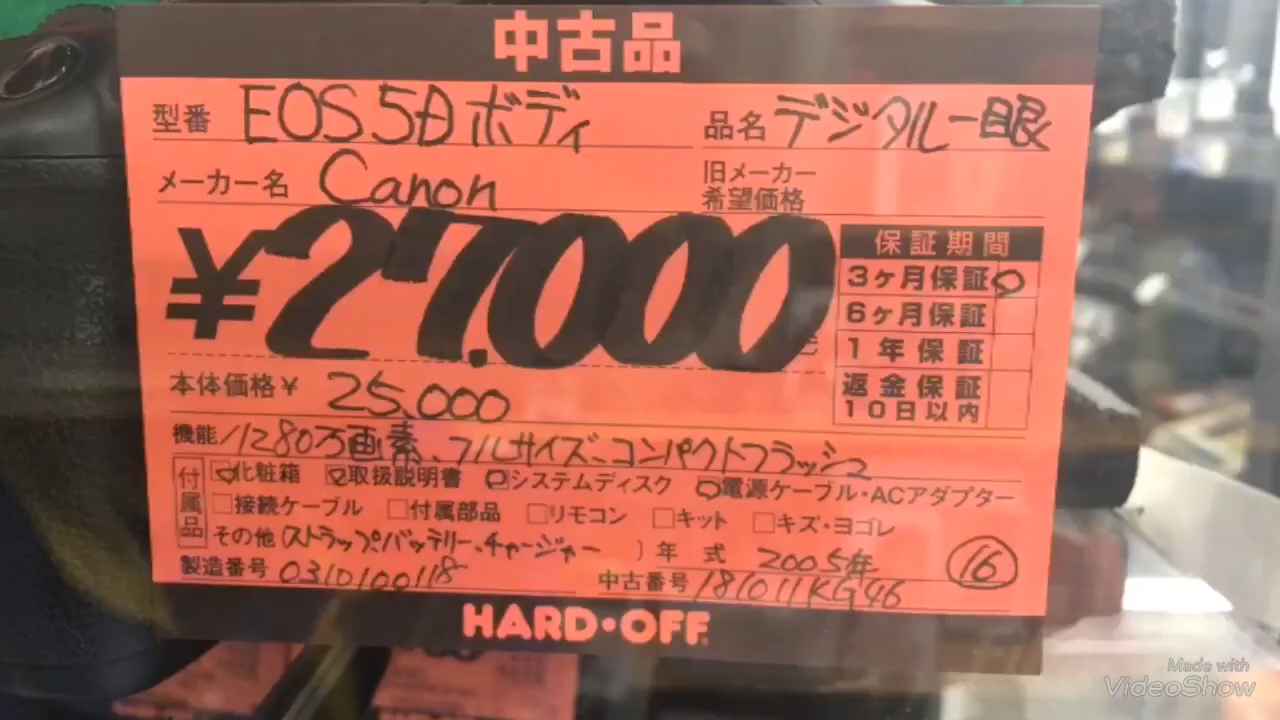 中古品
型番 EOS 5D ボディ 品名 デジタル一眼
メーカー名 Canon 旧メーカー希望価格
¥27.000
保証期間
3ヶ月保証 ○
6ヶ月保証
1年保証
返金保証
10日以内
本体価格¥ 25,000
機能/1280万画素、フルサイズ、コンパクトフラッシュ
付属品 □化粧箱 □取扱説明書 □システムディスク □電源ケーブル・ACアダプター
□接続ケーブル □付属部品 □リモコン □キット □キズ・ヨゴレ
その他(ストラップ、バッテリー、チャージャー ) 年式 2005年 16
製造番号 0310100118 中古番号 181011KG46
HARD・OFF
Made with
VideoShow